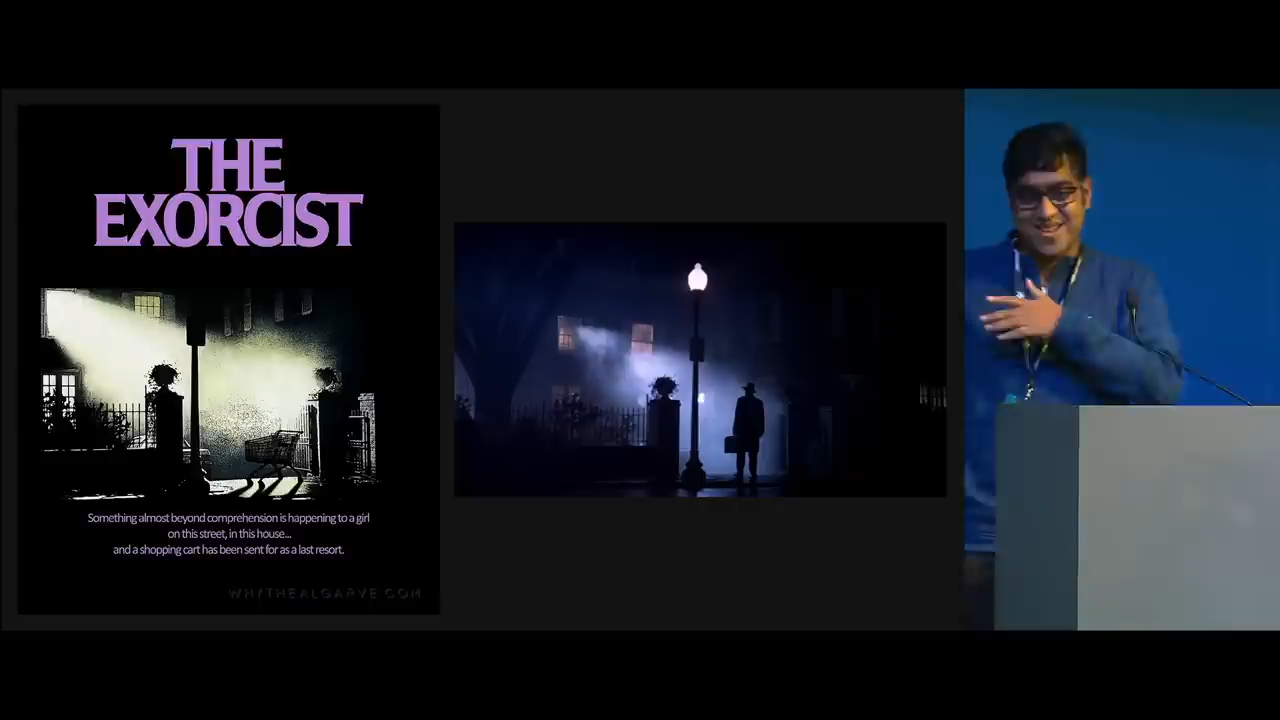 THE
EXORCIST
Something almost beyond comprehension is happening to a girl
on this street, in this house...
and a shopping cart has been sent for as a last resort.
WHYTHEALGARVE.COM